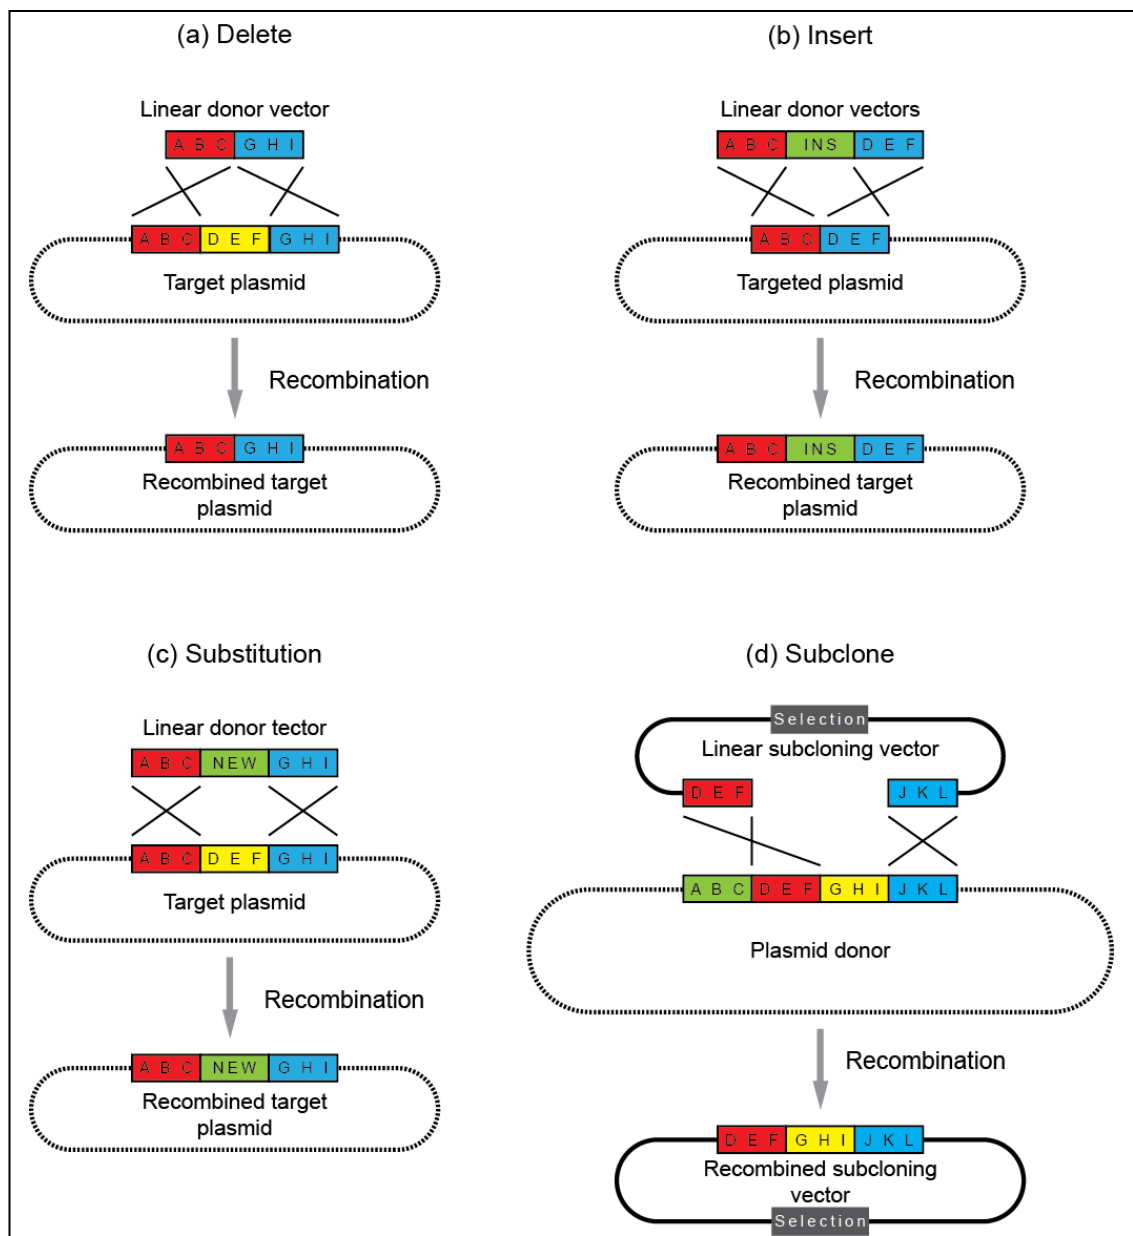 (a) Delete
Linear donor vector
A B C G H I
A B C D E F G H I
Target plasmid
Recombination
A B C G H I
Recombined target
plasmid
(b) Insert
Linear donor vectors
A B C INS D E F
A B C D E F
Targeted plasmid
Recombination
A B C INS D E F
Recombined target
plasmid
(c) Substitution
Linear donor tector
A B C NEW G H I
A B C D E F G H I
Target plasmid
Recombination
A B C NEW G H I
Recombined target
plasmid
(d) Subclone
Selection
Linear subcloning vector
D E F J K L
A B C D E F G H I J K L
Plasmid donor
Recombination
D E F G H I J K L
Recombined subcloning
vector
Selection